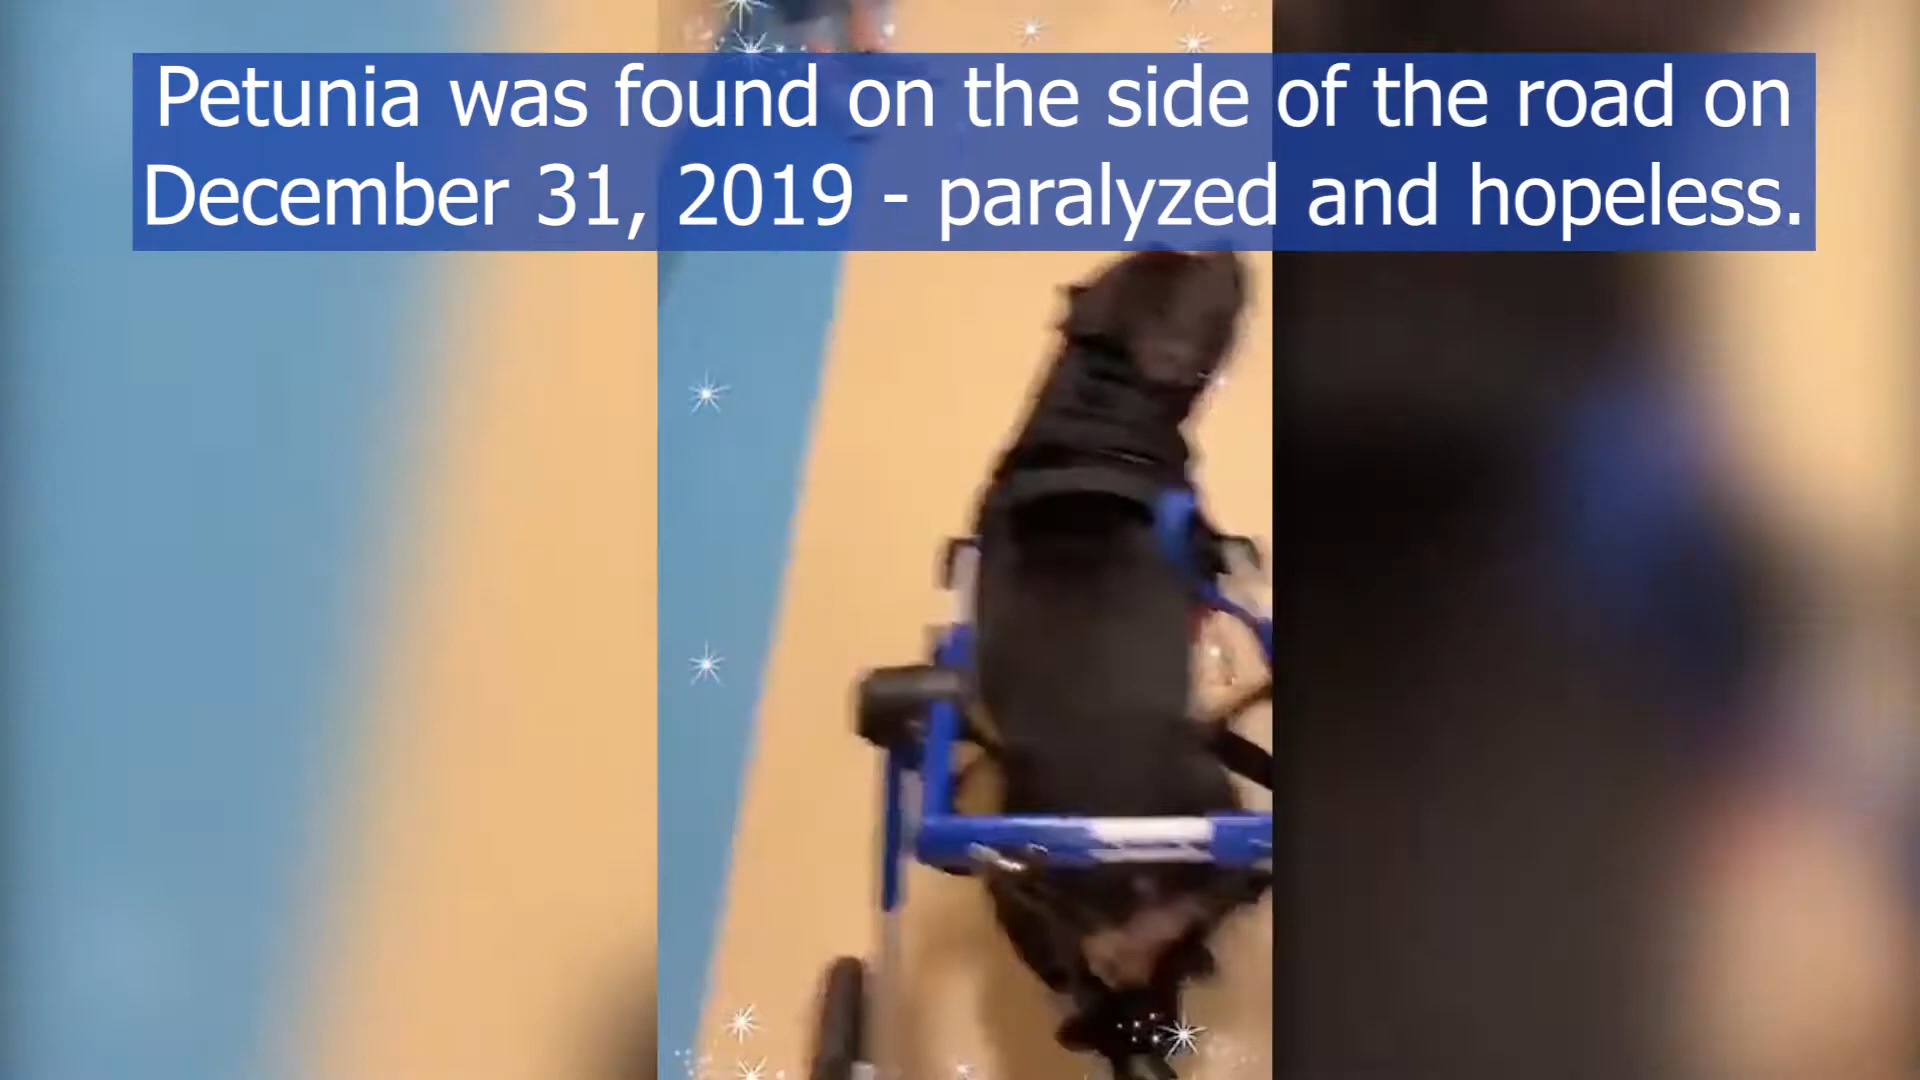 Petunia was found on the side of the road on
December 31, 2019 - paralyzed and hopeless.